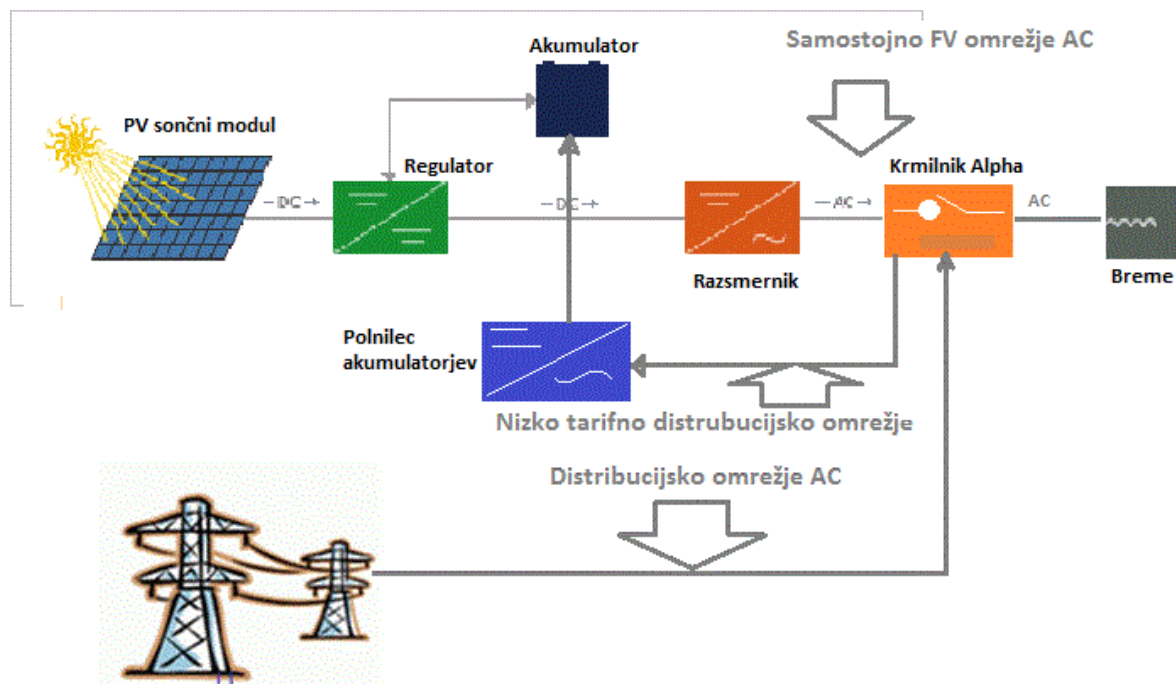 Samostojno FV omrežje AC
Akumulator
PV sončni modul
Regulator
Krmilnik Alpha
– DC →
– DC →
– AC →
AC
Razsmernik
Breme
Polnilec
akumulatorjev
Nizko tarifno distrubucijsko omrežje
Distribucijsko omrežje AC